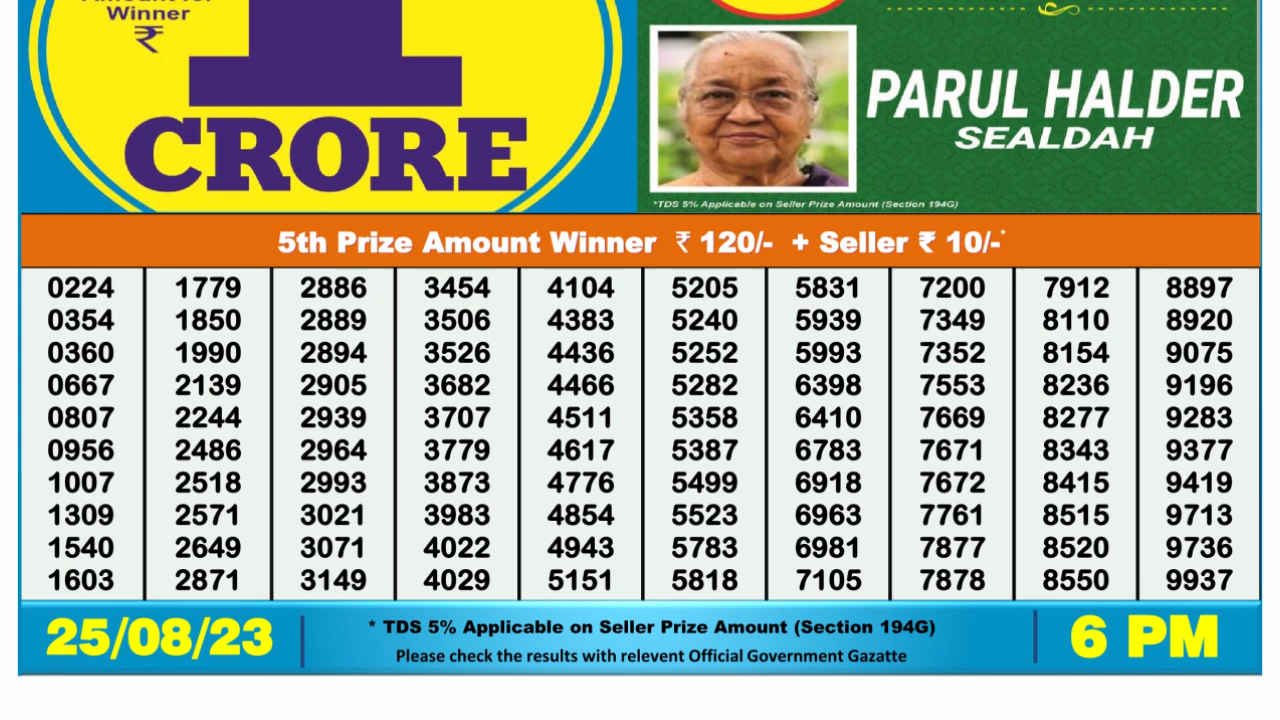 Winner
₹
1
CRORE
PARUL HALDER
SEALDAH
*TDS 5% Applicable on Seller Prize Amount (Section 194G)
5th Prize Amount Winner ₹ 120/- + Seller ₹ 10/-*
0224 1779 2886 3454 4104 5205 5831 7200 7912 8897
0354 1850 2889 3506 4383 5240 5939 7349 8110 8920
0360 1990 2894 3526 4436 5252 5993 7352 8154 9075
0667 2139 2905 3682 4466 5282 6398 7553 8236 9196
0807 2244 2939 3707 4511 5358 6410 7669 8277 9283
0956 2486 2964 3779 4617 5387 6783 7671 8343 9377
1007 2518 2993 3873 4776 5499 6918 7672 8415 9419
1309 2571 3021 3983 4854 5523 6963 7761 8515 9713
1540 2649 3071 4022 4943 5783 6981 7877 8520 9736
1603 2871 3149 4029 5151 5818 7105 7878 8550 9937
25/08/23
* TDS 5% Applicable on Seller Prize Amount (Section 194G)
Please check the results with relevent Official Government Gazatte
6 PM